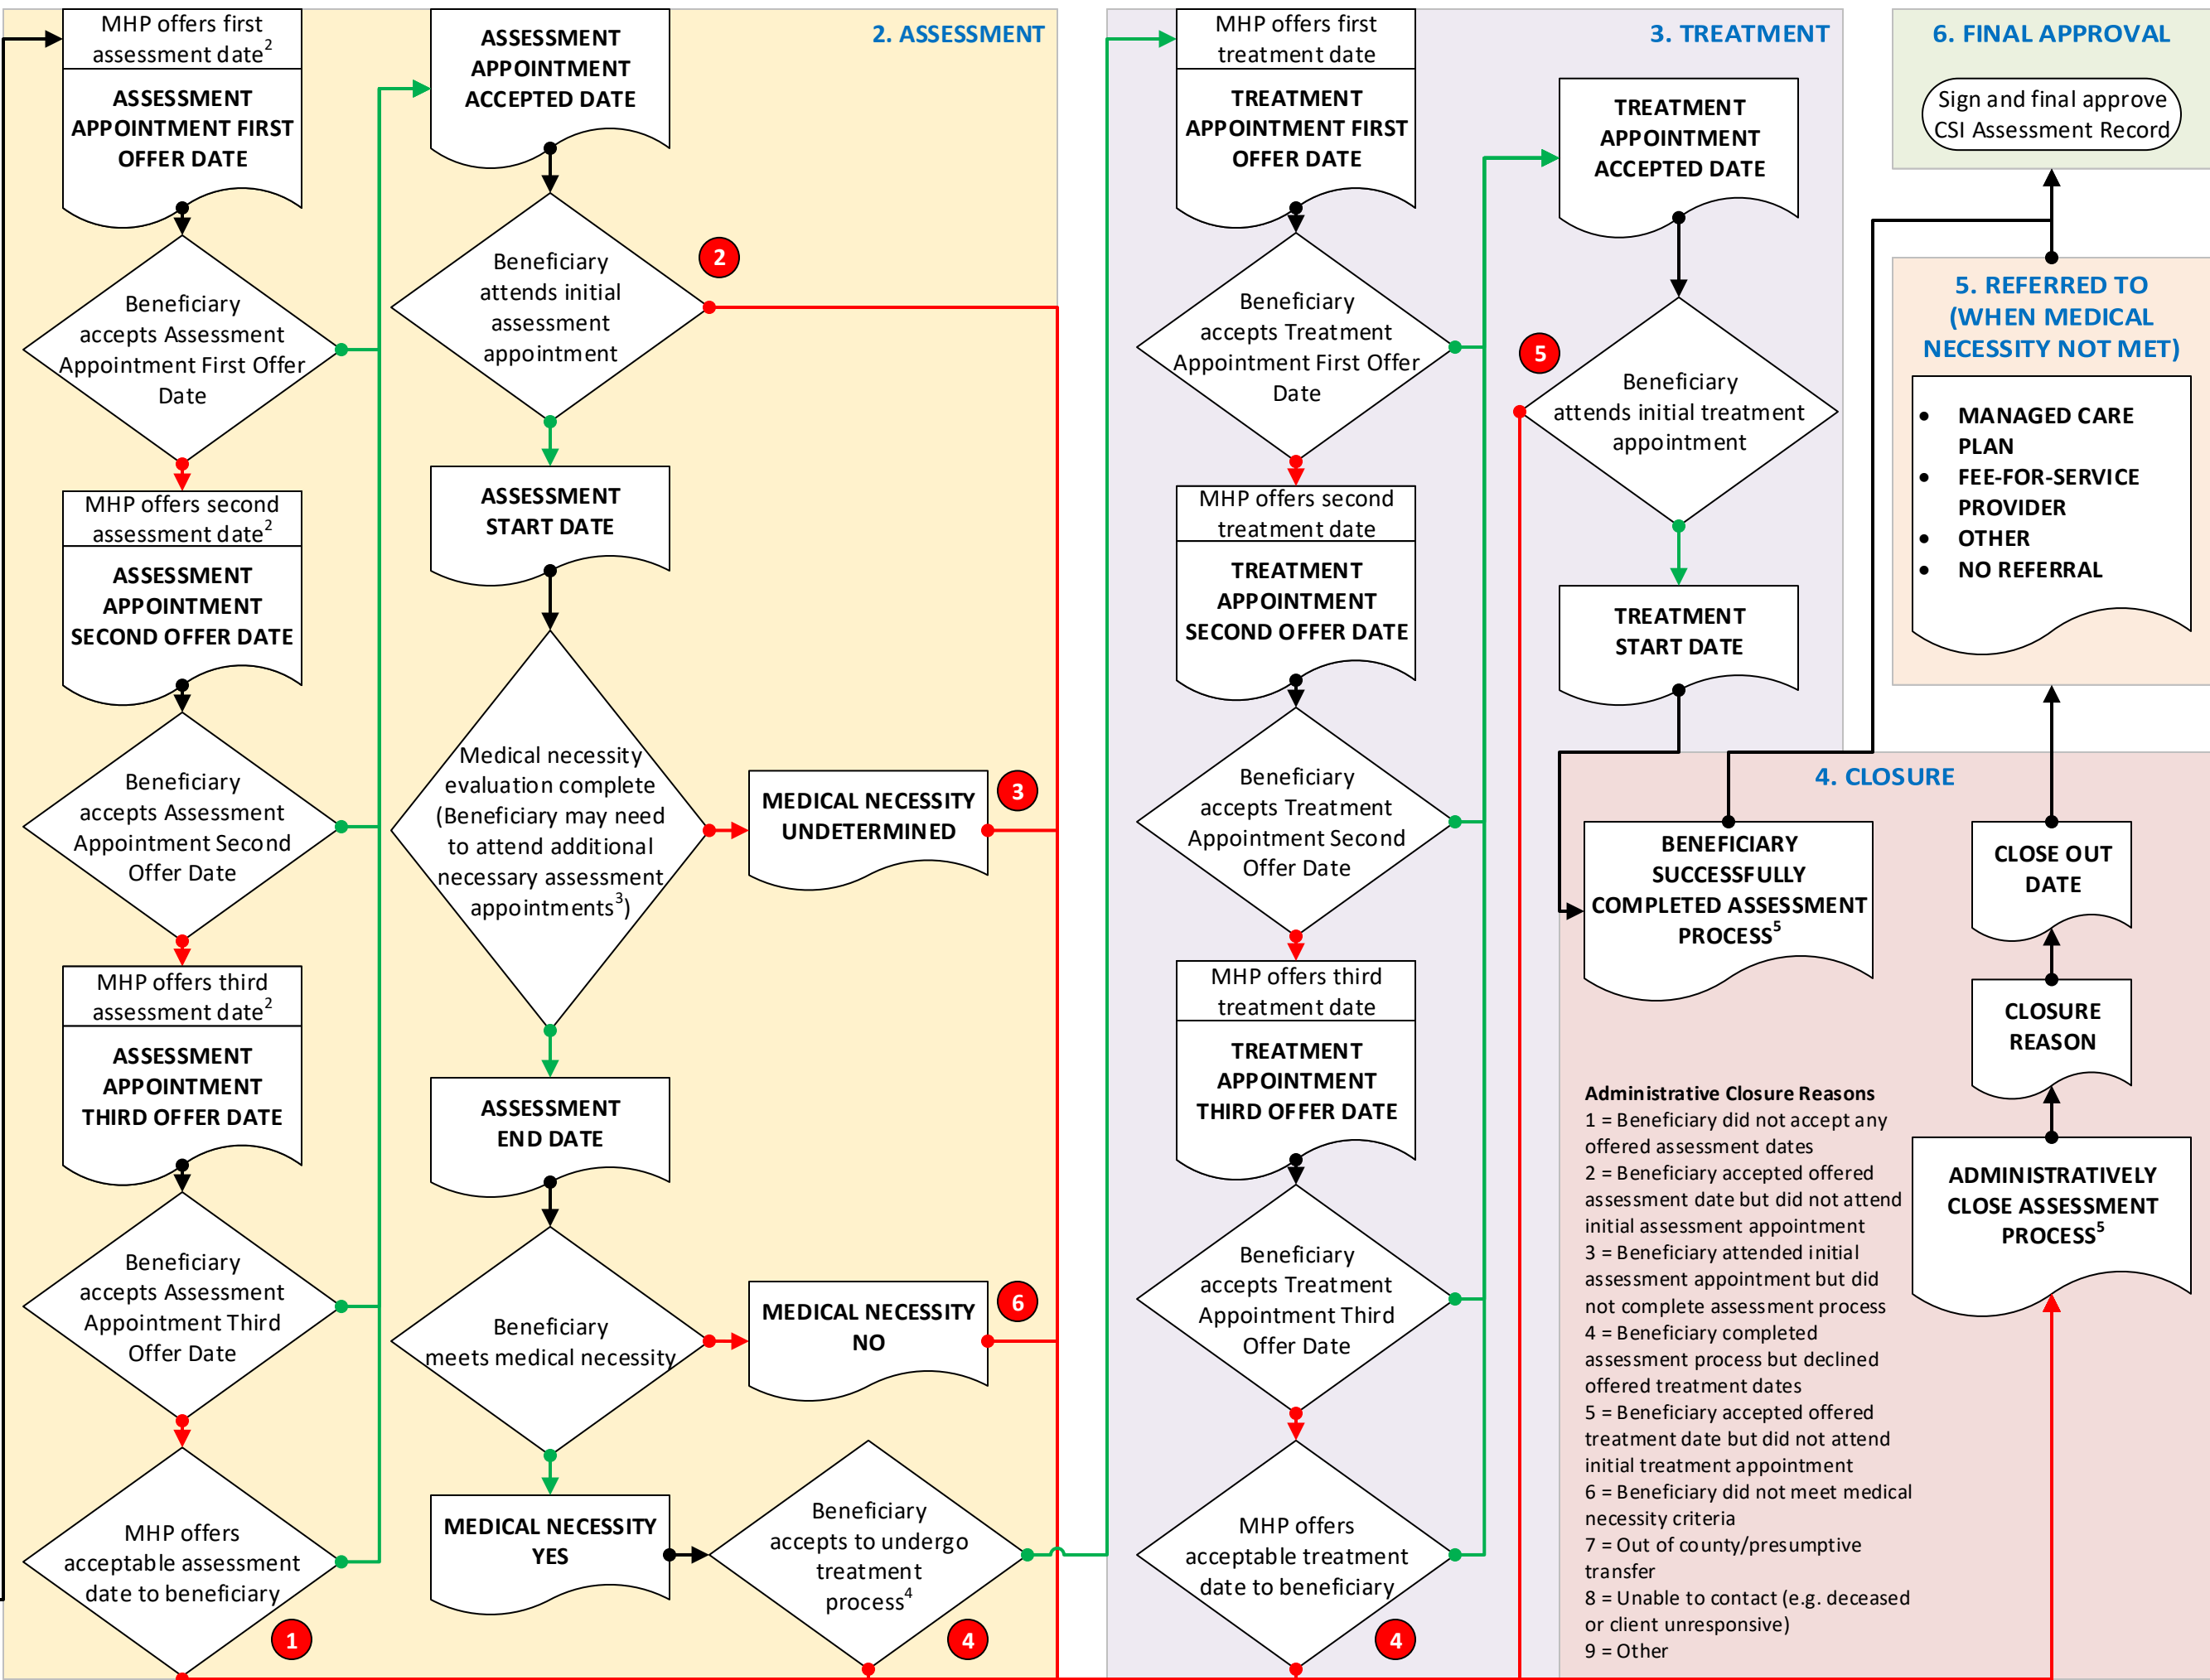 2. ASSESSMENT
MHP offers first
assessment date2
ASSESSMENT
APPOINTMENT FIRST
OFFER DATE
Beneficiary
accepts Assessment
Appointment First Offer
Date
MHP offers second
assessment date2
ASSESSMENT
APPOINTMENT
SECOND OFFER DATE
Beneficiary
accepts Assessment
Appointment Second
Offer Date
MHP offers third
assessment date2
ASSESSMENT
APPOINTMENT
THIRD OFFER DATE
Beneficiary
accepts Assessment
Appointment Third
Offer Date
MHP offers
acceptable assessment
date to beneficiary
1
ASSESSMENT
APPOINTMENT
ACCEPTED DATE
Beneficiary
attends initial
assessment
appointment
2
ASSESSMENT
START DATE
Medical necessity
evaluation complete
(Beneficiary may need
to attend additional
necessary assessment
appointments3)
MEDICAL NECESSITY
UNDETERMINED
3
ASSESSMENT
END DATE
Beneficiary
meets medical necessity
MEDICAL NECESSITY
NO
6
MEDICAL NECESSITY
YES
Beneficiary
accepts to undergo
treatment
process4
4
3. TREATMENT
MHP offers first
treatment date
TREATMENT
APPOINTMENT FIRST
OFFER DATE
Beneficiary
accepts Treatment
Appointment First Offer
Date
MHP offers second
treatment date
TREATMENT
APPOINTMENT
SECOND OFFER DATE
Beneficiary
accepts Treatment
Appointment Second
Offer Date
MHP offers third
treatment date
TREATMENT
APPOINTMENT
THIRD OFFER DATE
Beneficiary
accepts Treatment
Appointment Third
Offer Date
MHP offers
acceptable treatment
date to beneficiary
4
TREATMENT
APPOINTMENT
ACCEPTED DATE
5
Beneficiary
attends initial treatment
appointment
TREATMENT
START DATE
4. CLOSURE
BENEFICIARY
SUCCESSFULLY
COMPLETED ASSESSMENT
PROCESS5
CLOSE OUT
DATE
CLOSURE
REASON
ADMINISTRATIVELY
CLOSE ASSESSMENT
PROCESS5
Administrative Closure Reasons
1 = Beneficiary did not accept any
offered assessment dates
2 = Beneficiary accepted offered
assessment date but did not attend
initial assessment appointment
3 = Beneficiary attended initial
assessment appointment but did
not complete assessment process
4 = Beneficiary completed
assessment process but declined
offered treatment dates
5 = Beneficiary accepted offered
treatment date but did not attend
initial treatment appointment
6 = Beneficiary did not meet medical
necessity criteria
7 = Out of county/presumptive
transfer
8 = Unable to contact (e.g. deceased
or client unresponsive)
9 = Other
5. REFERRED TO
(WHEN MEDICAL
NECESSITY NOT MET)
• MANAGED CARE
PLAN
• FEE-FOR-SERVICE
PROVIDER
• OTHER
• NO REFERRAL
6. FINAL APPROVAL
Sign and final approve
CSI Assessment Record